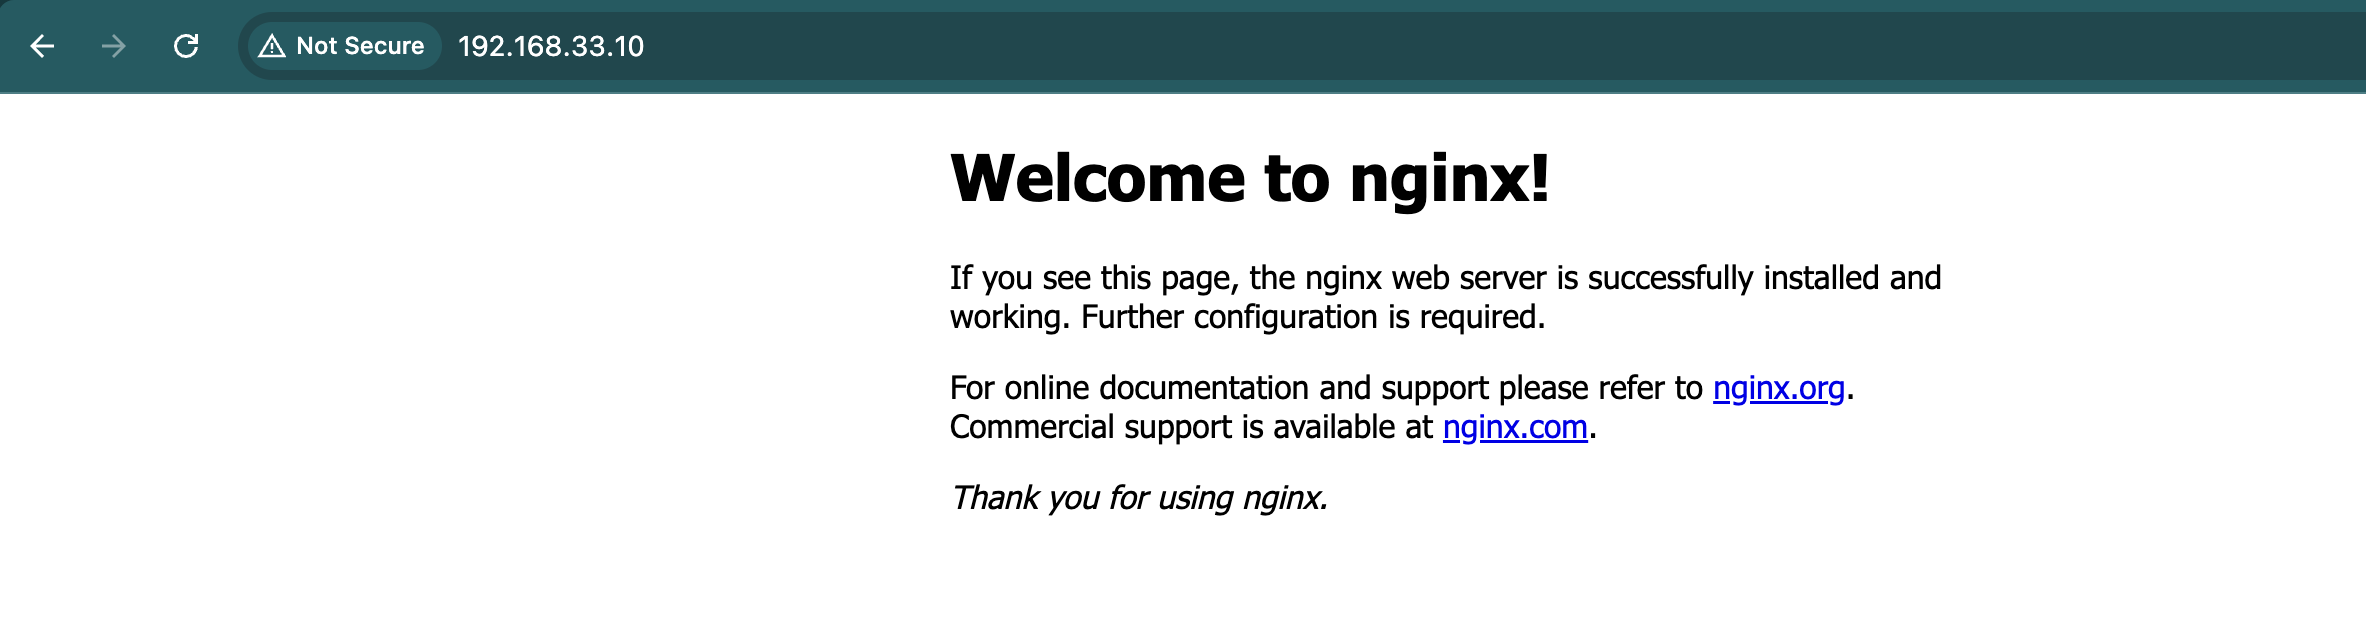 Not Secure 192.168.33.10
Welcome to nginx!
If you see this page, the nginx web server is successfully installed and
working. Further configuration is required.
For online documentation and support please refer to nginx.org.
Commercial support is available at nginx.com.
Thank you for using nginx.